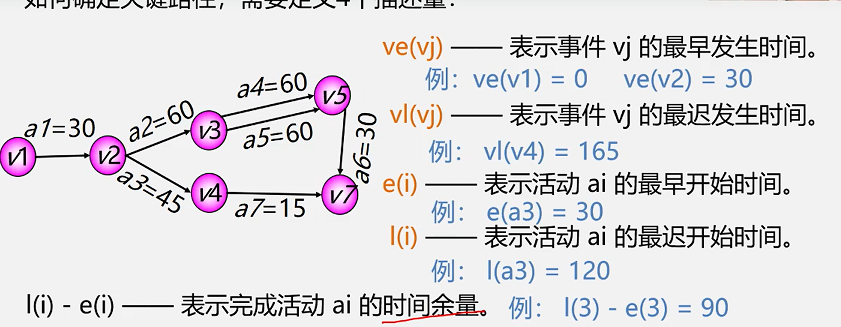 如何确定关键路径，需要定义4个描述量：
ve(vj) —— 表示事件 vj 的最早发生时间。
例：ve(v1) = 0 ve(v2) = 30
vl(vj) —— 表示事件 vj 的最迟发生时间。
例： vl(v4) = 165
e(i) —— 表示活动 ai 的最早开始时间。
例： e(a3) = 30
l(i) —— 表示活动 ai 的最迟开始时间。
例： l(a3) = 120
l(i) - e(i) —— 表示完成活动 ai 的时间余量。 例： l(3) - e(3) = 90
v1
a1=30
v2
a2=60
v3
a4=60
a5=60
v5
a3=45
v4
a7=15
a6=30
v7